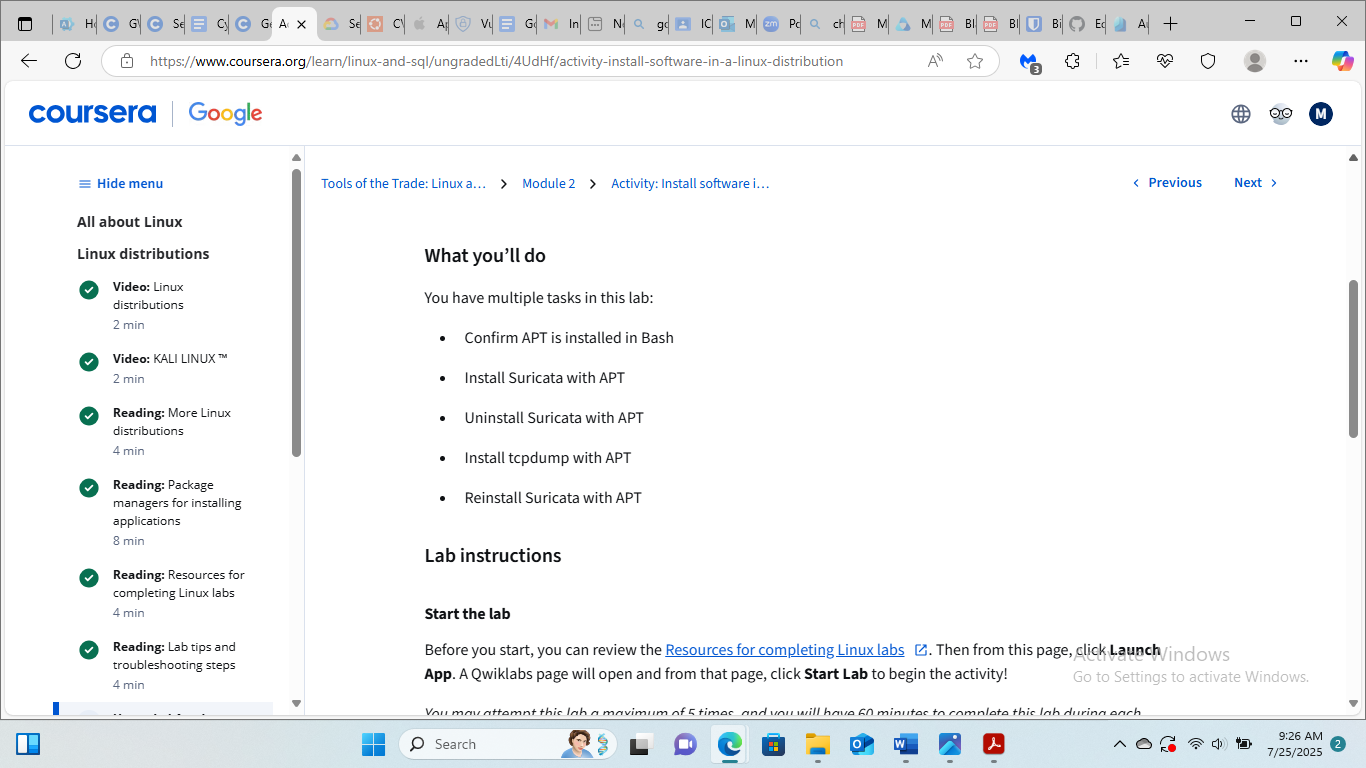 Hc
G\
Se
Cy
Ge
Ac
Se
C\
Ap
Vu
Gc
In
Ne
gc
IC
M
Pc
ch
M
M
Bl
Bl
Bi
Ec
A:
https://www.coursera.org/learn/linux-and-sql/ungradedLti/4UdHf/activity-install-software-in-a-linux-distribution
3
coursera Google
M
Hide menu
All about Linux
Linux distributions
Video: Linux
distributions
2 min
Video: KALI LINUX ™
2 min
Reading: More Linux
distributions
4 min
Reading: Package
managers for installing
applications
8 min
Reading: Resources for
completing Linux labs
4 min
Reading: Lab tips and
troubleshooting steps
4 min
Tools of the Trade: Linux a… > Module 2 > Activity: Install software i…
Previous Next
What you’ll do
You have multiple tasks in this lab:
• Confirm APT is installed in Bash
• Install Suricata with APT
• Uninstall Suricata with APT
• Install tcpdump with APT
• Reinstall Suricata with APT
Lab instructions
Start the lab
Before you start, you can review the Resources for completing Linux labs . Then from this page, click Launch
App. A Qwiklabs page will open and from that page, click Start Lab to begin the activity!
You may attempt this lab a maximum of 5 times, and you will have 60 minutes to complete this lab during each
Activate Windows
Go to Settings to activate Windows.
Search
zm
9:26 AM
7/25/2025
2